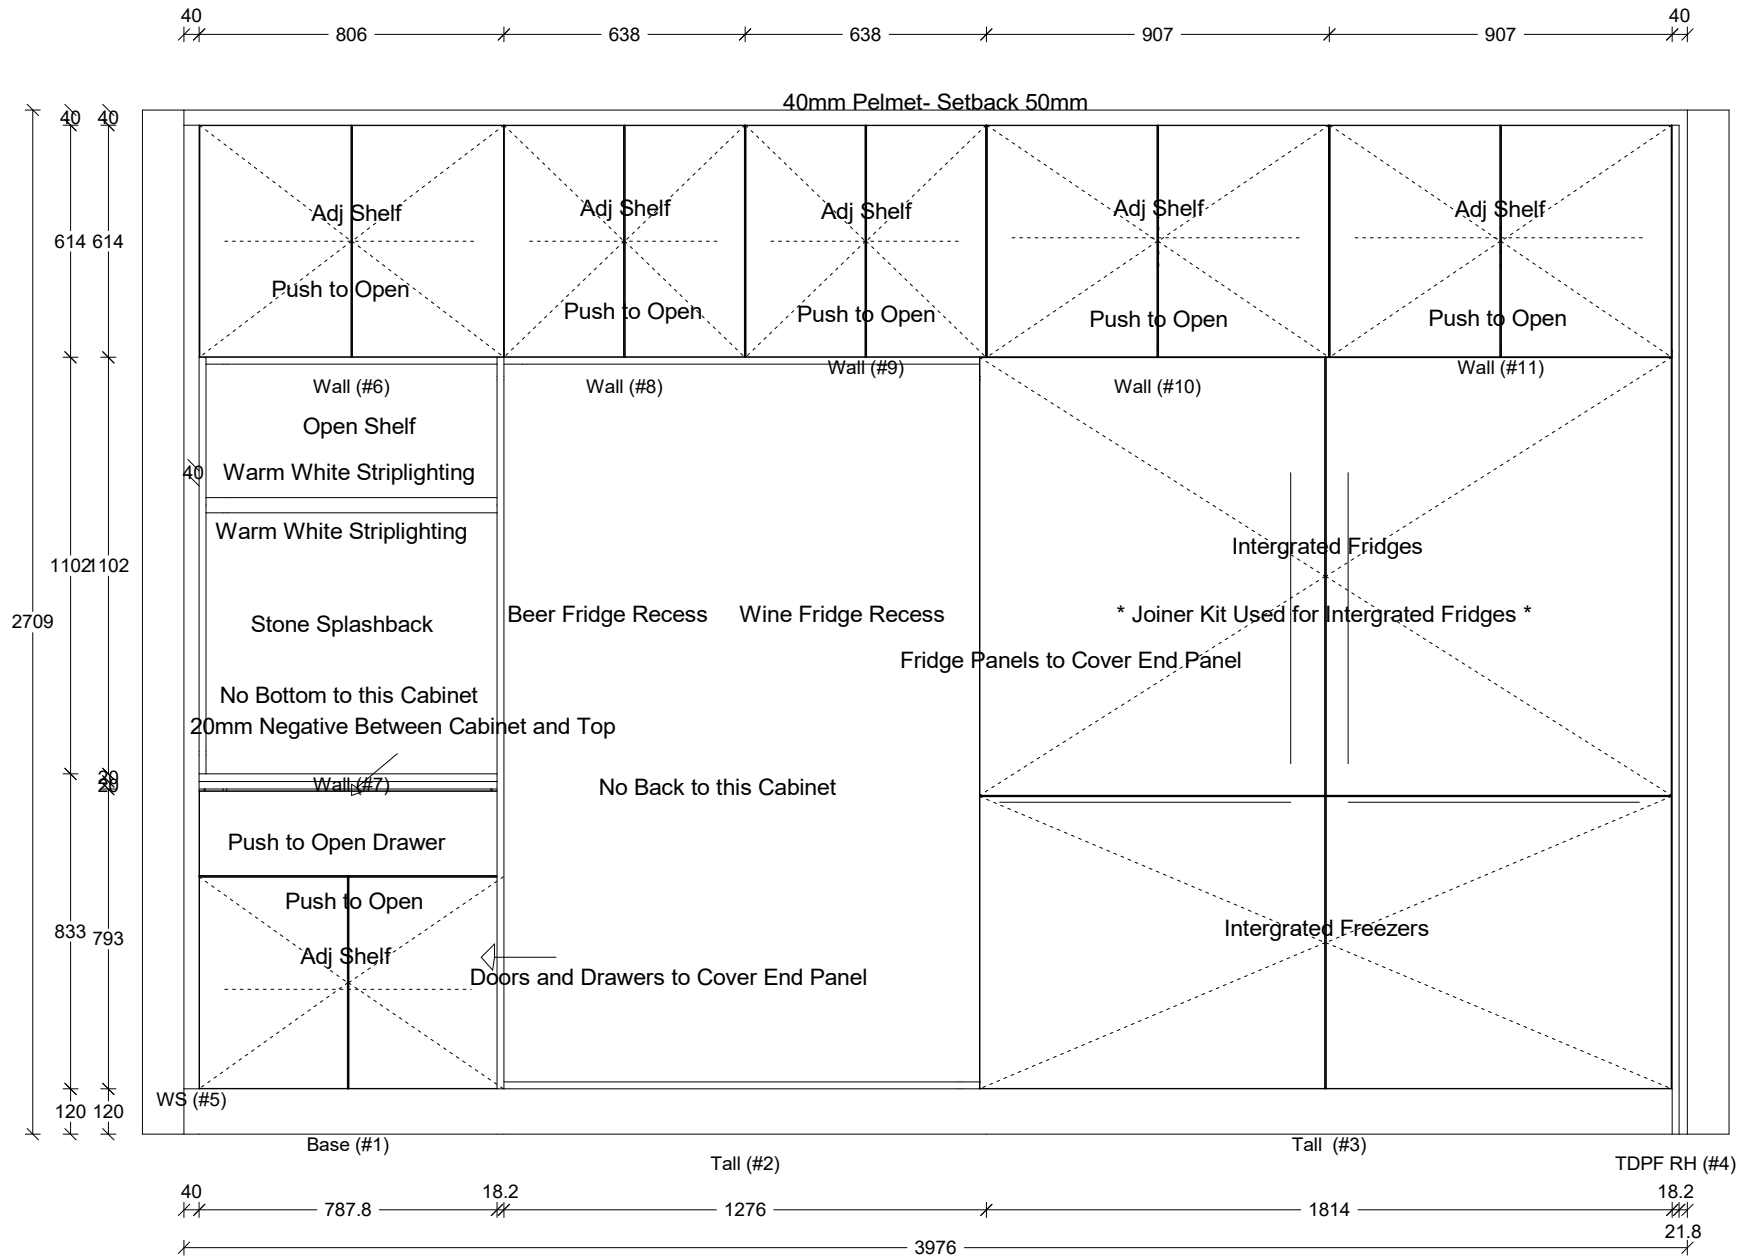 40 40
806 638 638 907 907
40mm Pelmet- Setback 50mm
40 40
Adj Shelf Adj Shelf Adj Shelf Adj Shelf Adj Shelf
614 614
Push to Open Push to Open Push to Open Push to Open Push to Open
Wall (#6) Wall (#8) Wall (#9) Wall (#10) Wall (#11)
Open Shelf
40 Warm White Striplighting
Warm White Striplighting
Intergrated Fridges
1102 1102
2709
Stone Splashback Beer Fridge Recess Wine Fridge Recess * Joiner Kit Used for Intergrated Fridges *
Fridge Panels to Cover End Panel
No Bottom to this Cabinet
20mm Negative Between Cabinet and Top
20
20
Wall (#7) No Back to this Cabinet
Push to Open Drawer
Push to Open
833 793 Intergrated Freezers
Adj Shelf
Doors and Drawers to Cover End Panel
WS (#5)
120 120
Base (#1) Tall (#3)
Tall (#2) TDPF RH (#4)
40 18.2 18.2
787.8 1276 1814
21.8
3976